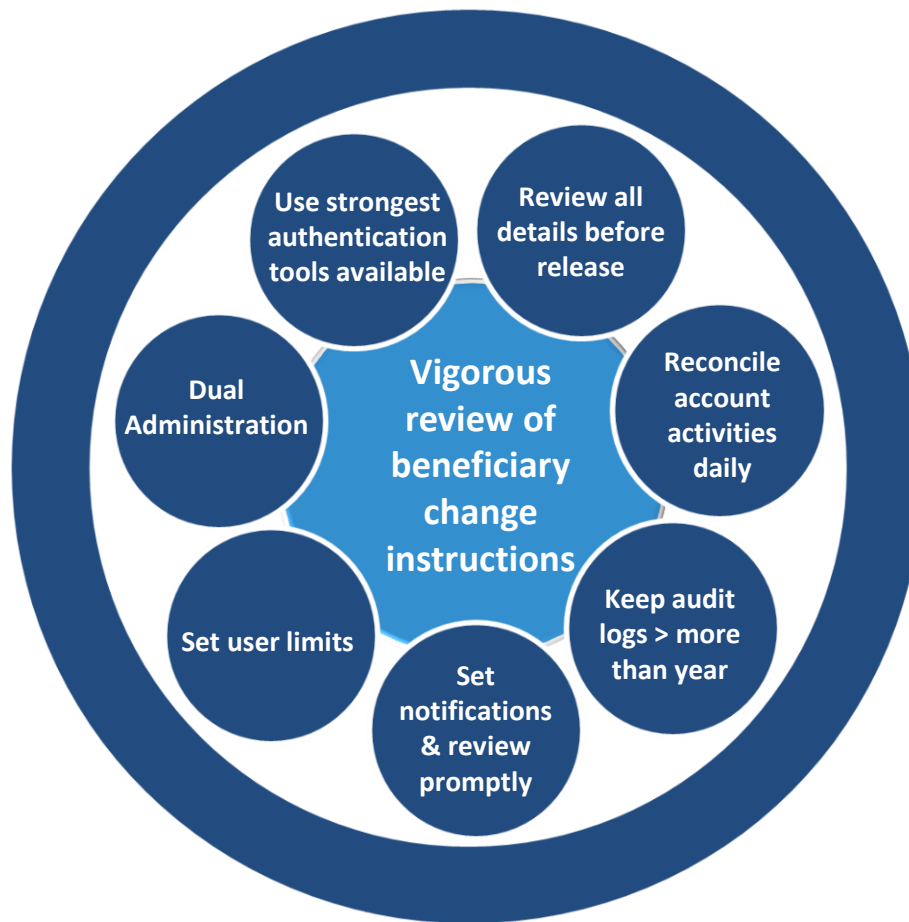 Use strongest
authentication
tools available
Review all
details before
release
Dual
Administration
Vigorous
review of
beneficiary
change
instructions
Reconcile
account
activities
daily
Set user limits
Keep audit
logs > more
than year
Set
notifications
& review
promptly